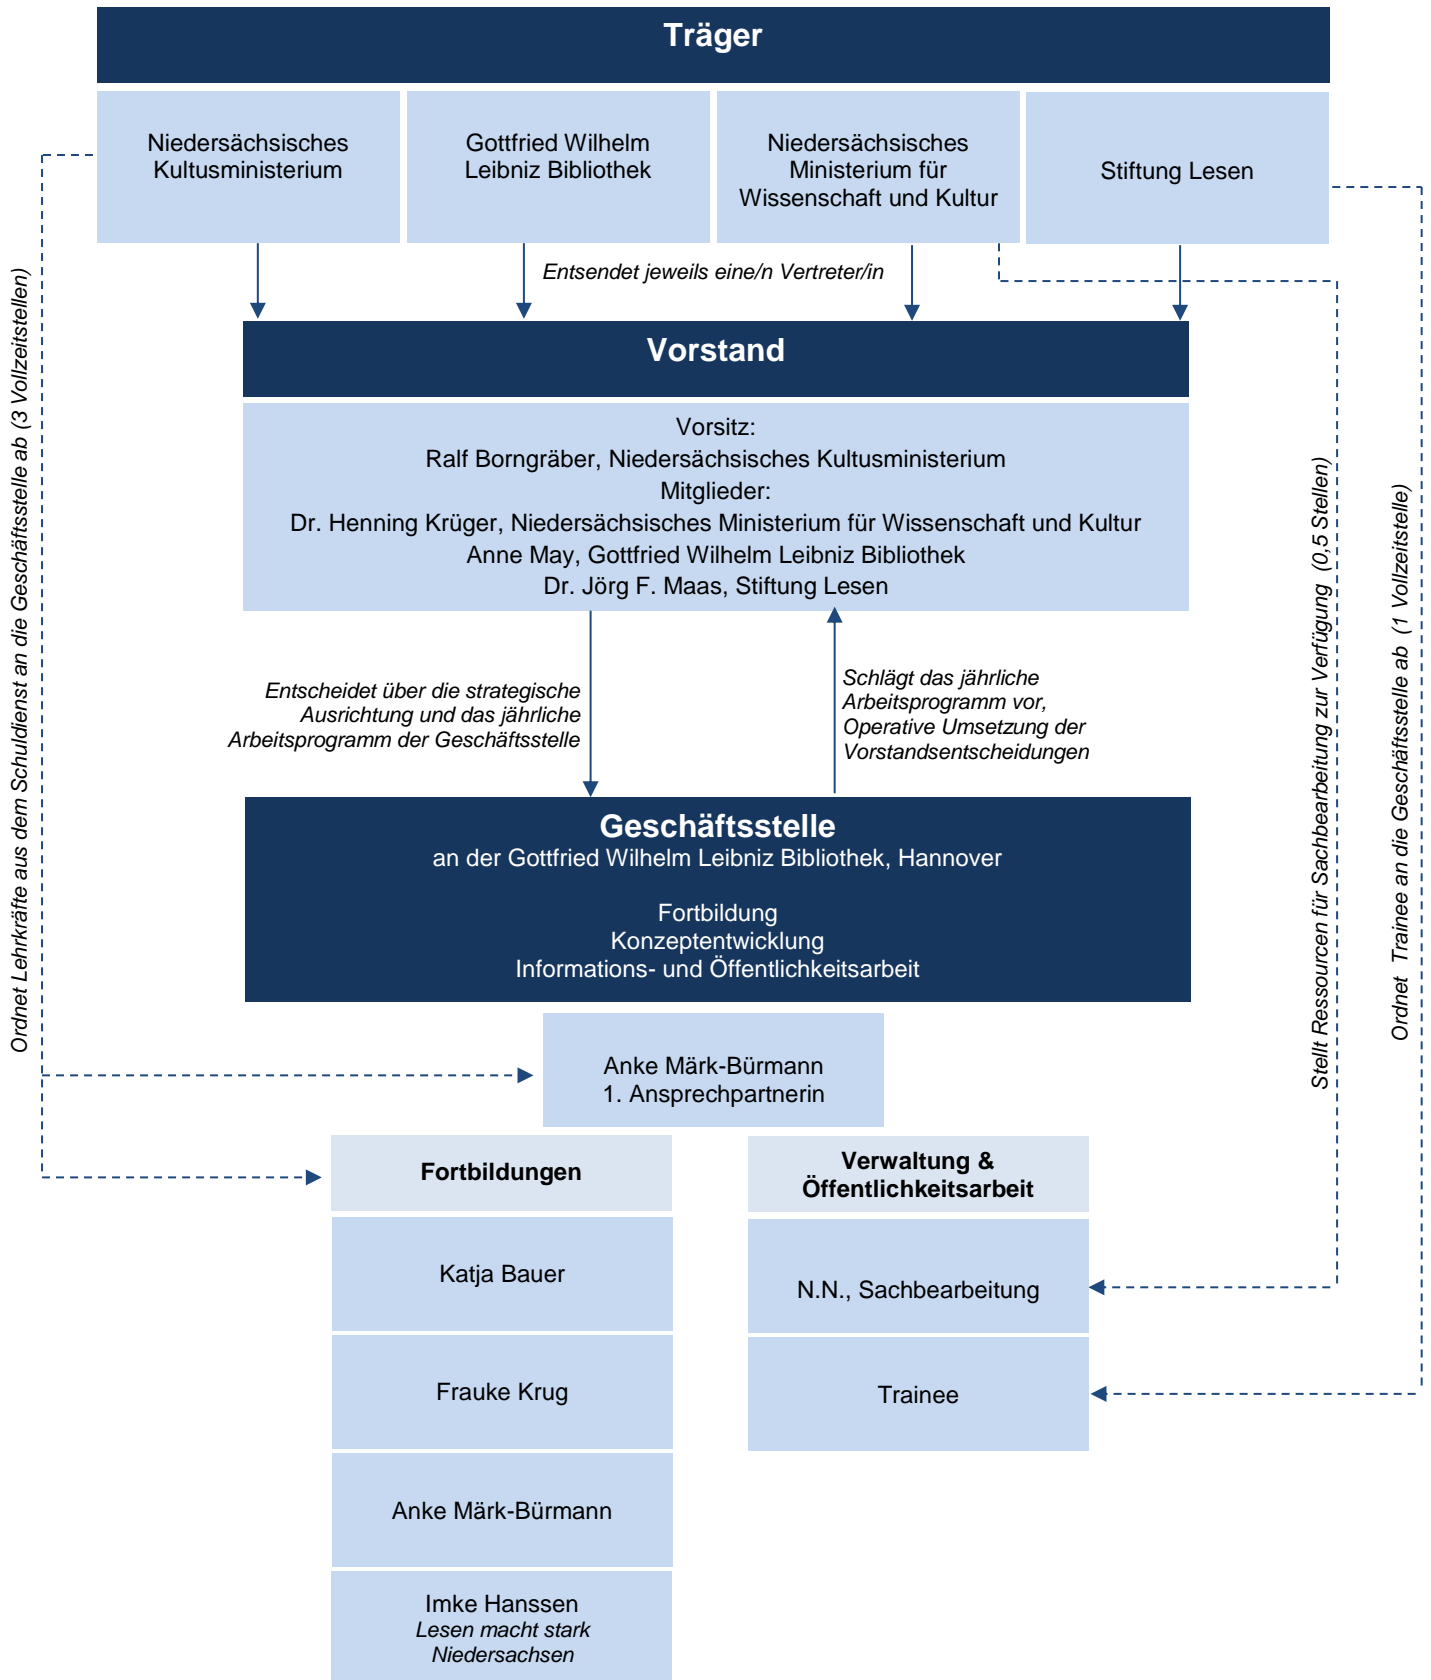 Träger
Niedersächsisches
Kultusministerium
Gottfried Wilhelm
Leibniz Bibliothek
Niedersächsisches
Ministerium für
Wissenschaft und Kultur
Stiftung Lesen
Entsendet jeweils eine/n Vertreter/in
Vorstand
Vorsitz:
Ralf Borngräber, Niedersächsisches Kultusministerium
Mitglieder:
Dr. Henning Krüger, Niedersächsisches Ministerium für Wissenschaft und Kultur
Anne May, Gottfried Wilhelm Leibniz Bibliothek
Dr. Jörg F. Maas, Stiftung Lesen
Entscheidet über die strategische
Ausrichtung und das jährliche
Arbeitsprogramm der Geschäftsstelle
Schlägt das jährliche
Arbeitsprogramm vor,
Operative Umsetzung der
Vorstandsentscheidungen
Geschäftsstelle
an der Gottfried Wilhelm Leibniz Bibliothek, Hannover
Fortbildung
Konzeptentwicklung
Informations- und Öffentlichkeitsarbeit
Anke Märk-Bürmann
1. Ansprechpartnerin
Fortbildungen
Katja Bauer
Frauke Krug
Anke Märk-Bürmann
Imke Hanssen
Lesen macht stark
Niedersachsen
Verwaltung &
Öffentlichkeitsarbeit
N.N., Sachbearbeitung
Trainee
Ordnet Lehrkräfte aus dem Schuldienst an die Geschäftsstelle ab (3 Vollzeitstellen)
Stellt Ressourcen für Sachbearbeitung zur Verfügung (0,5 Stellen)
Ordnet Trainee an die Geschäftsstelle ab (1 Vollzeitstelle)